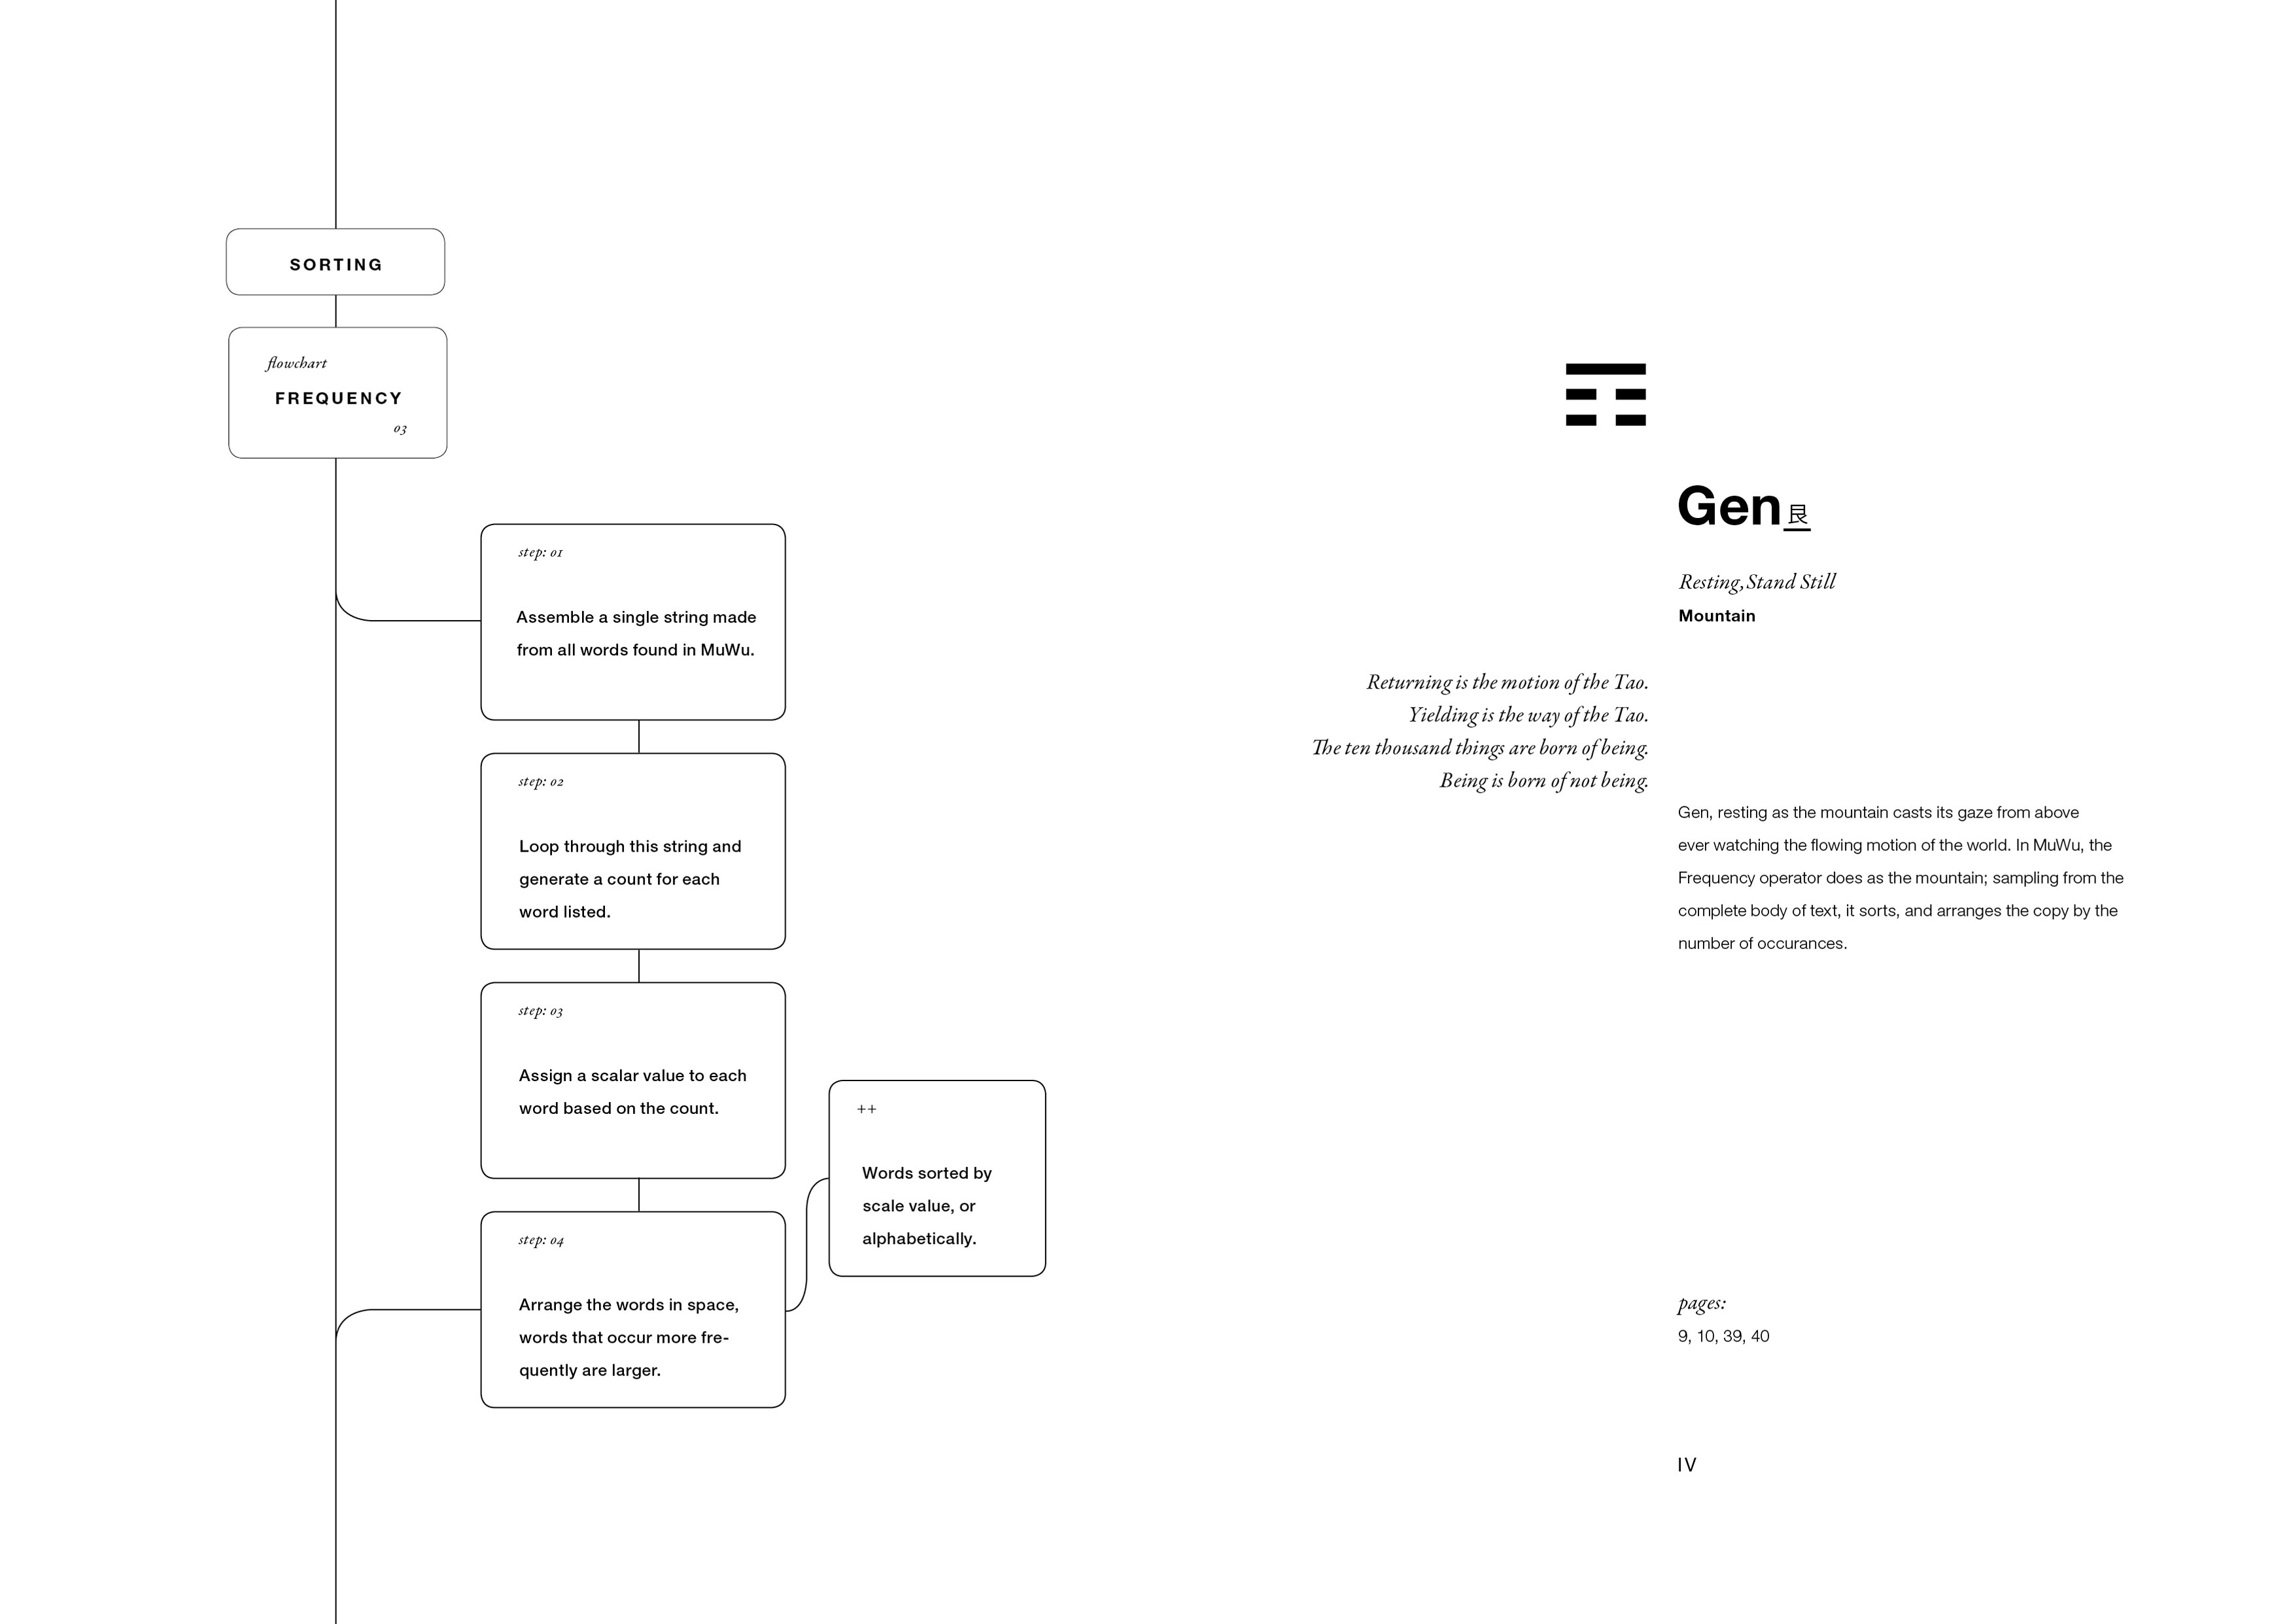 SORTING
flowchart
FREQUENCY
03
step: 01
Assemble a single string made
from all words found in MuWu.
step: 02
Loop through this string and
generate a count for each
word listed.
step: 03
Assign a scalar value to each
word based on the count.
step: 04
Arrange the words in space,
words that occur more fre-
quently are larger.
++
Words sorted by
scale value, or
alphabetically.
Gen 艮
Resting, Stand Still
Mountain
Returning is the motion of the Tao.
Yielding is the way of the Tao.
The ten thousand things are born of being.
Being is born of not being.
Gen, resting as the mountain casts its gaze from above
ever watching the flowing motion of the world. In MuWu, the
Frequency operator does as the mountain; sampling from the
complete body of text, it sorts, and arranges the copy by the
number of occurances.
pages:
9, 10, 39, 40
IV